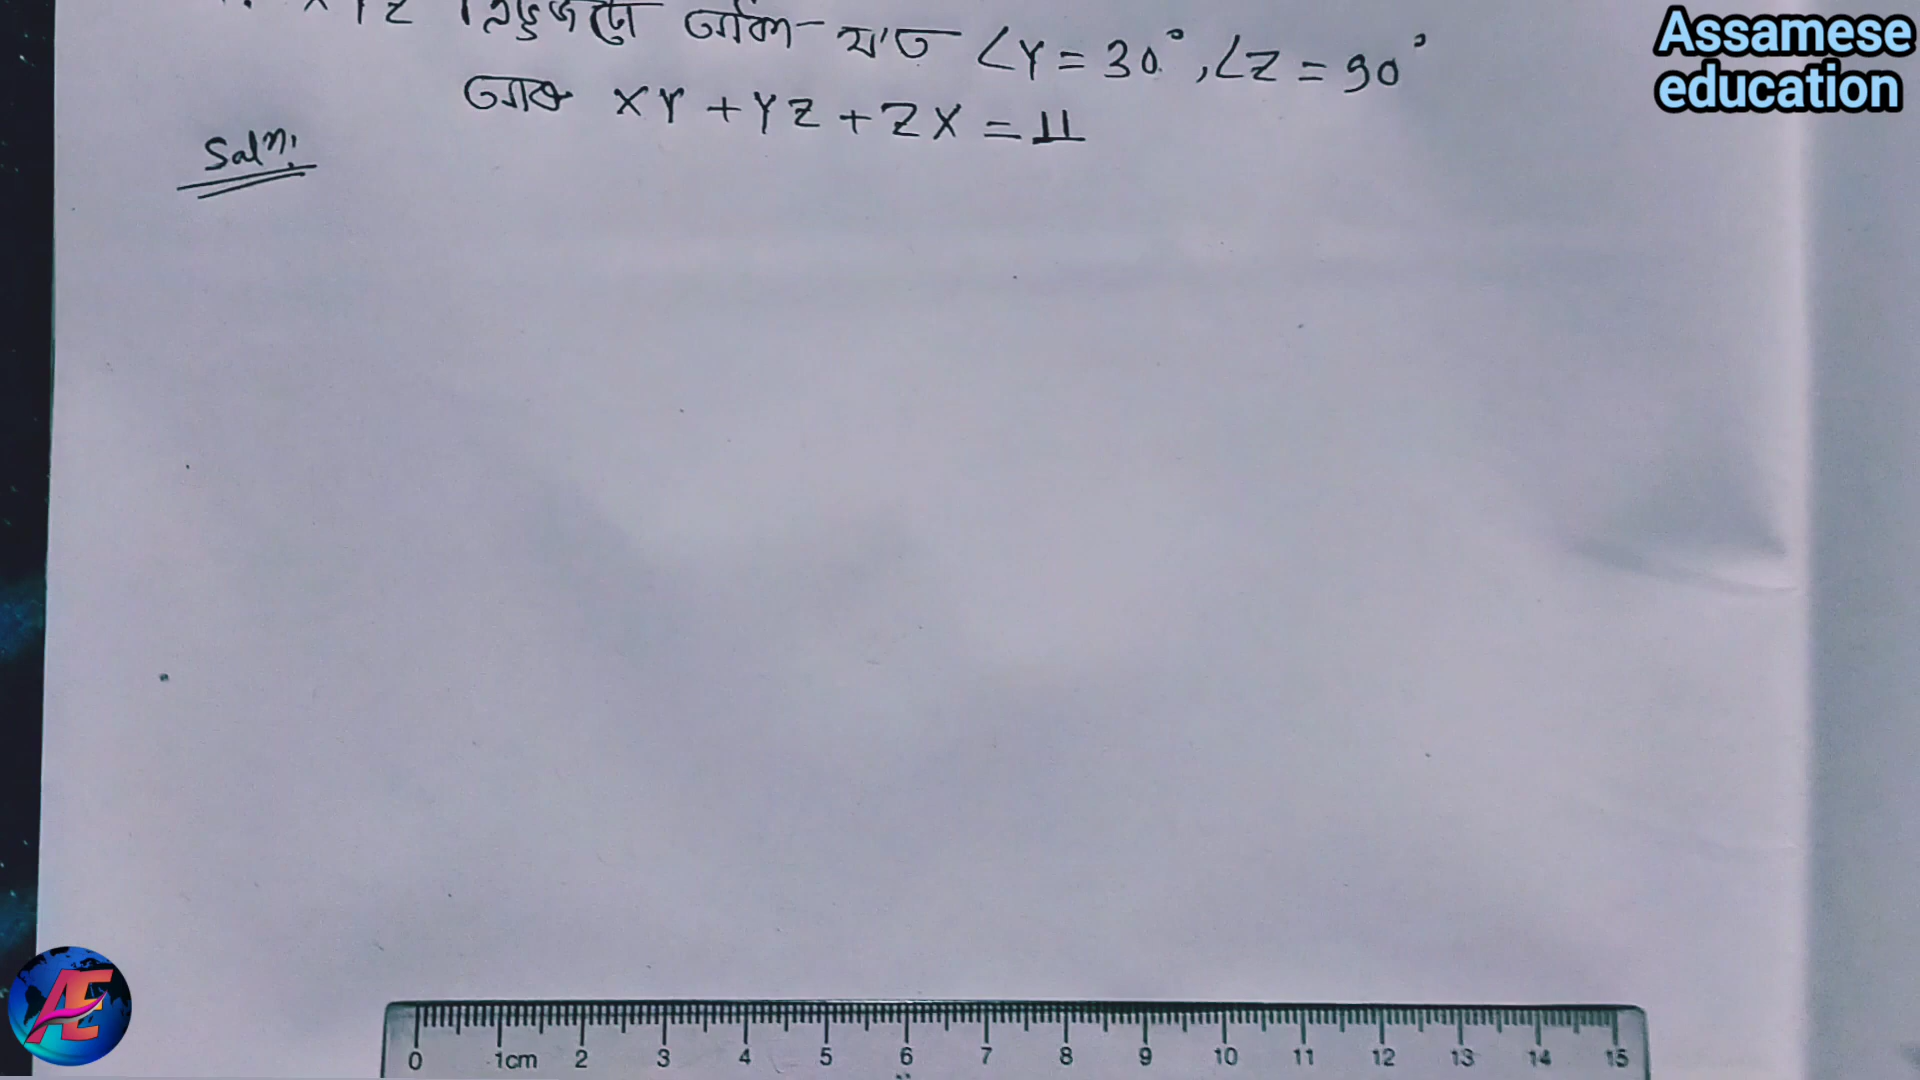 XYZ ত্ৰিভুজটো আঁকা য'ত ∠Y = 30°, ∠Z = 90°
আৰু XY + YZ + ZX = 11
Solⁿ:
Assamese
education
Æ
0 1cm 2 3 4 5 6 7 8 9 10 11 12 13 14 15